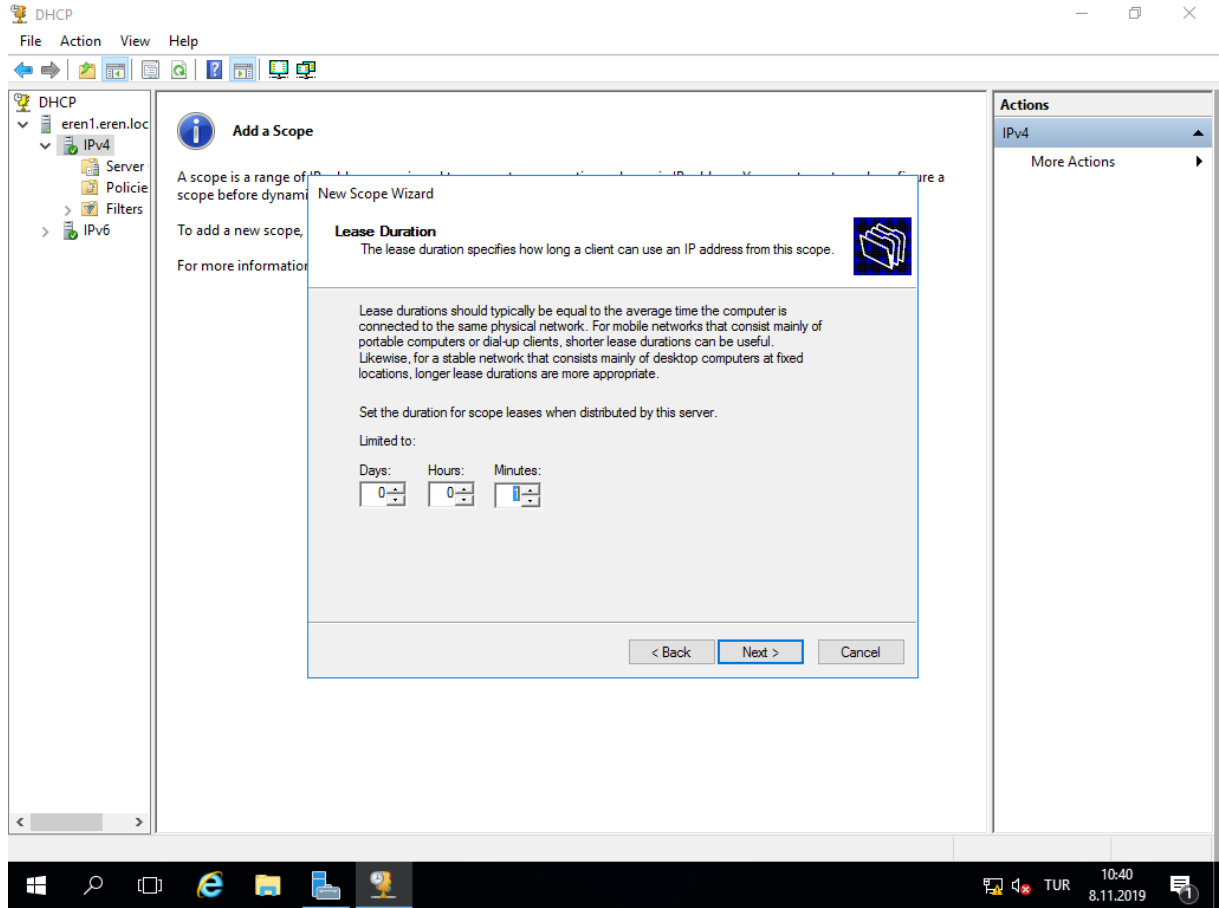 DHCP
File Action View Help
DHCP
eren1.eren.loc
IPv4
Server
Policie
Filters
IPv6
Add a Scope
A scope is a range of
scope before dynami
To add a new scope,
For more information
New Scope Wizard
Lease Duration
The lease duration specifies how long a client can use an IP address from this scope.
Lease durations should typically be equal to the average time the computer is
connected to the same physical network. For mobile networks that consist mainly of
portable computers or dial-up clients, shorter lease durations can be useful.
Likewise, for a stable network that consists mainly of desktop computers at fixed
locations, longer lease durations are more appropriate.
Set the duration for scope leases when distributed by this server.
Limited to:
Days: Hours: Minutes:
0 0 1
< Back Next > Cancel
Actions
IPv4
More Actions
TUR
10:40
8.11.2019
1